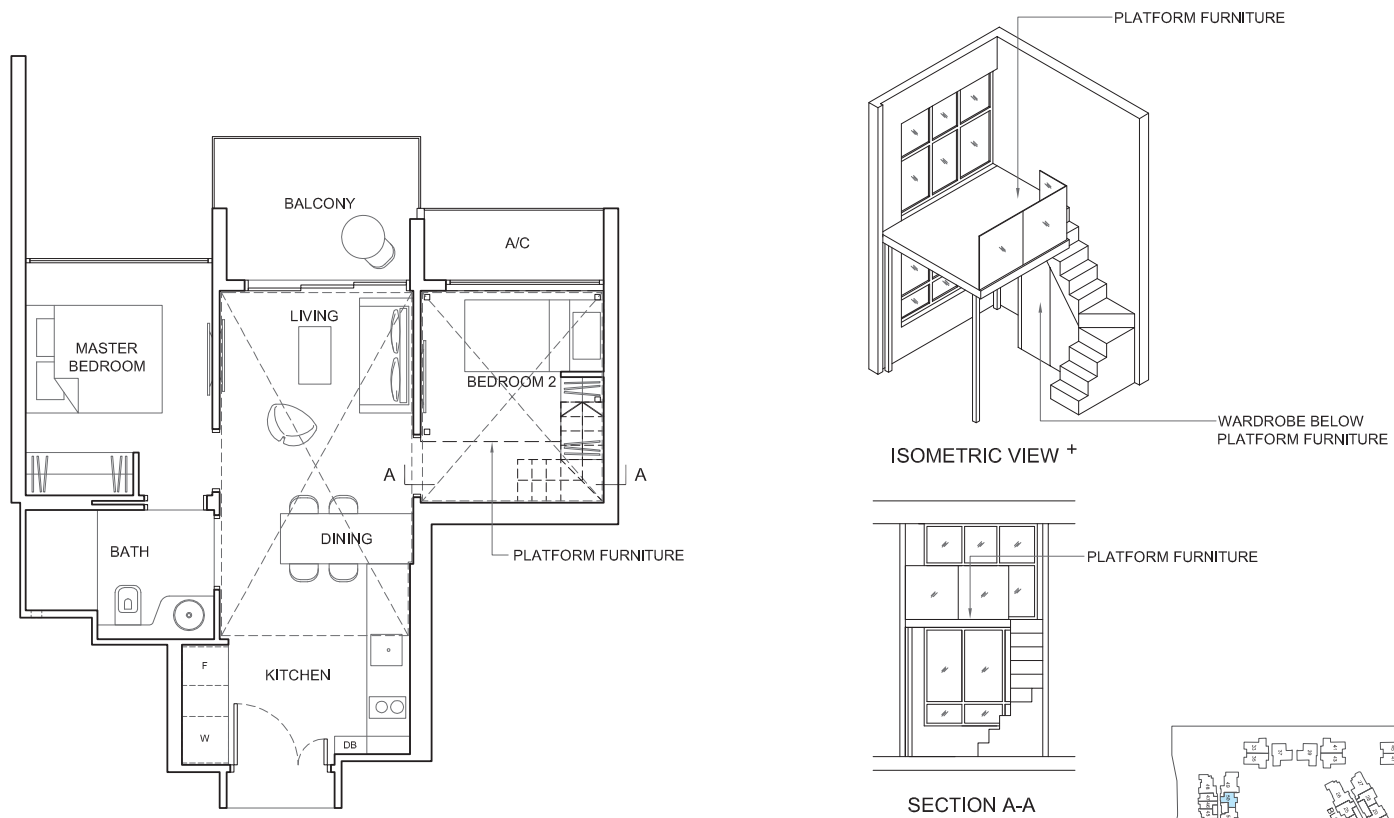 PLATFORM FURNITURE
BALCONY
A/C
LIVING
MASTER
BEDROOM
BEDROOM 2
A
A
WARDROBE BELOW
PLATFORM FURNITURE
ISOMETRIC VIEW +
DINING
BATH
PLATFORM FURNITURE
PLATFORM FURNITURE
KITCHEN
F
W
DB
SECTION A-A